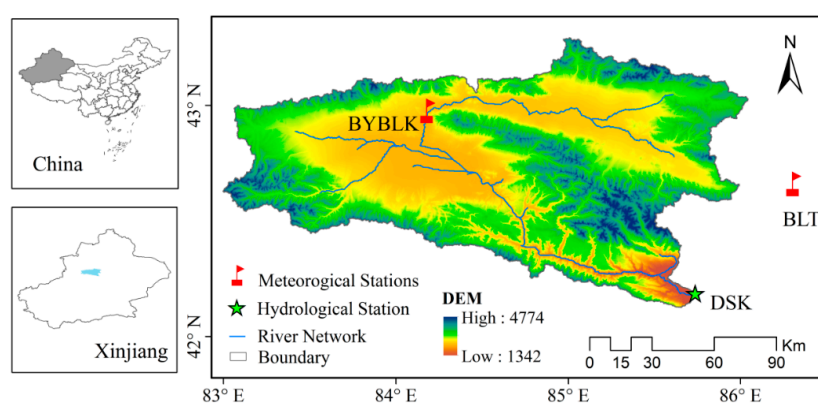 China
Xinjiang
N
43° N
42° N
BYBLK
BLT
DSK
Meteorogical Stations
Hydrological Station
River Network
Boundary
DEM
High : 4774
Low : 1342
Km
0 15 30 60 90
83° E 84° E 85° E 86° E